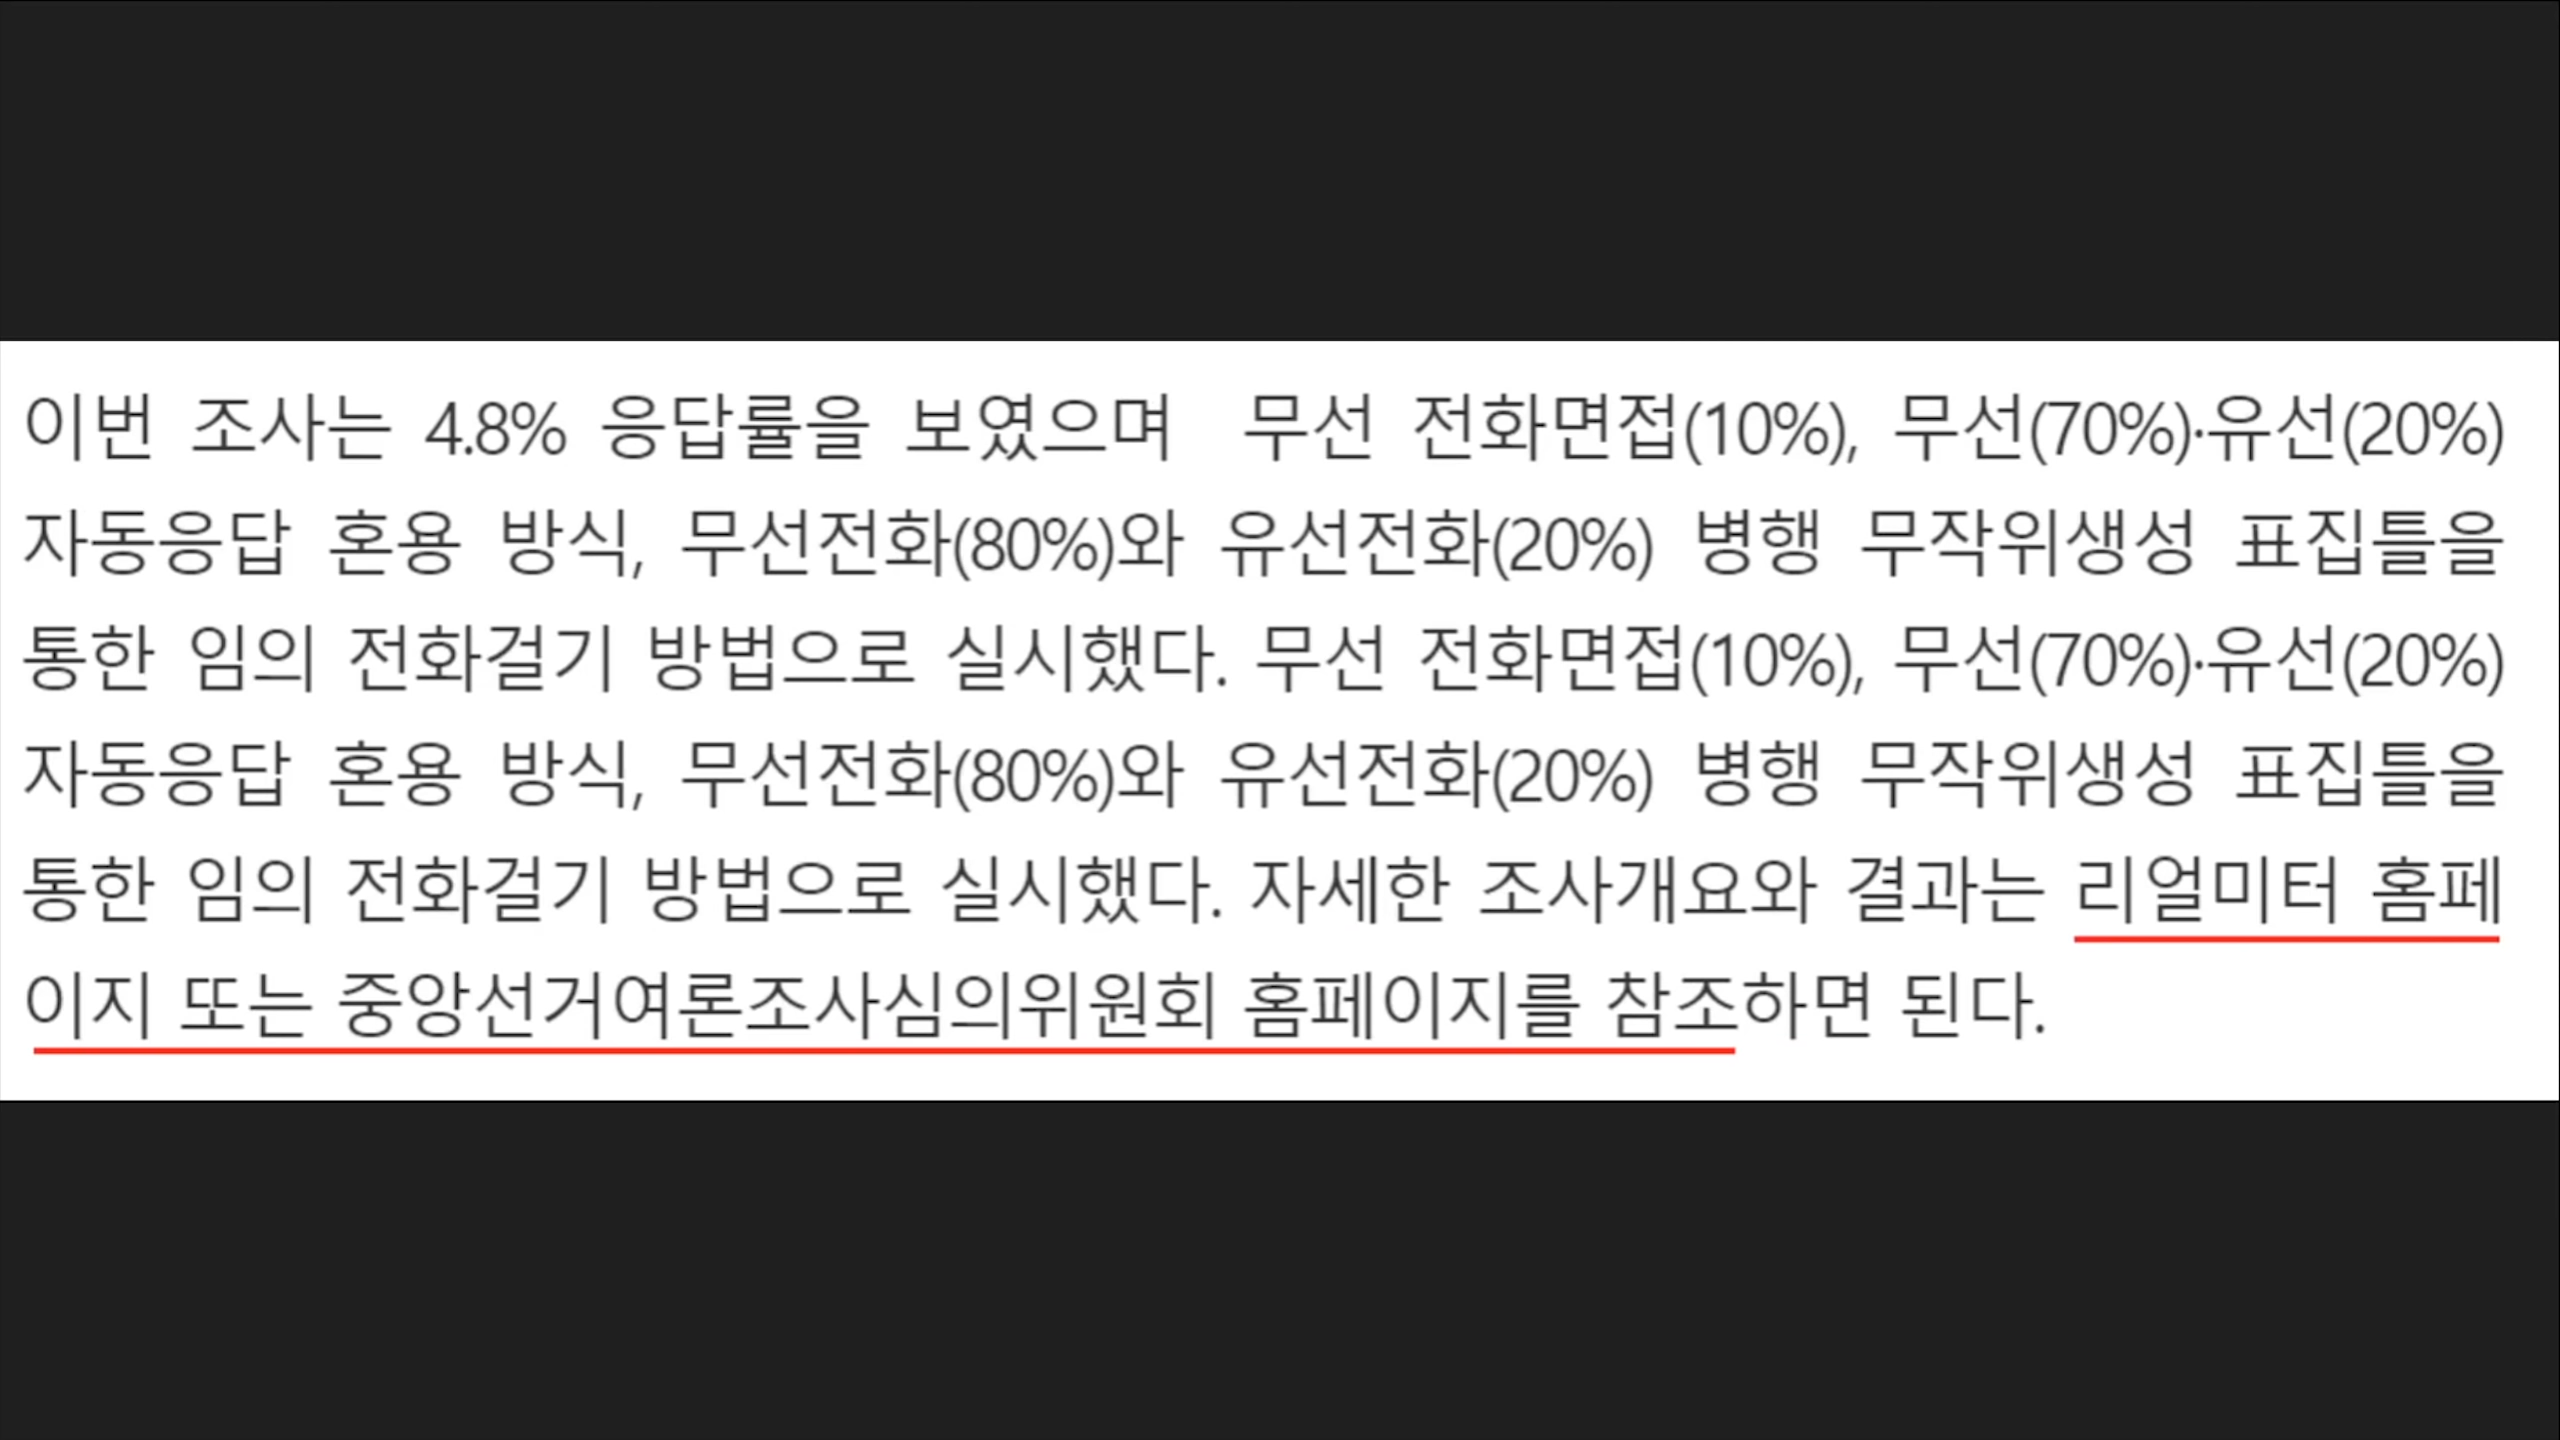 이번 조사는 4.8% 응답률을 보였으며 무선 전화면접(10%), 무선(70%)·유선(20%)
자동응답 혼용 방식, 무선전화(80%)와 유선전화(20%) 병행 무작위생성 표집틀을
통한 임의 전화걸기 방법으로 실시했다. 무선 전화면접(10%), 무선(70%)·유선(20%)
자동응답 혼용 방식, 무선전화(80%)와 유선전화(20%) 병행 무작위생성 표집틀을
통한 임의 전화걸기 방법으로 실시했다. 자세한 조사개요와 결과는 리얼미터 홈페
이지 또는 중앙선거여론조사심의위원회 홈페이지를 참조하면 된다.